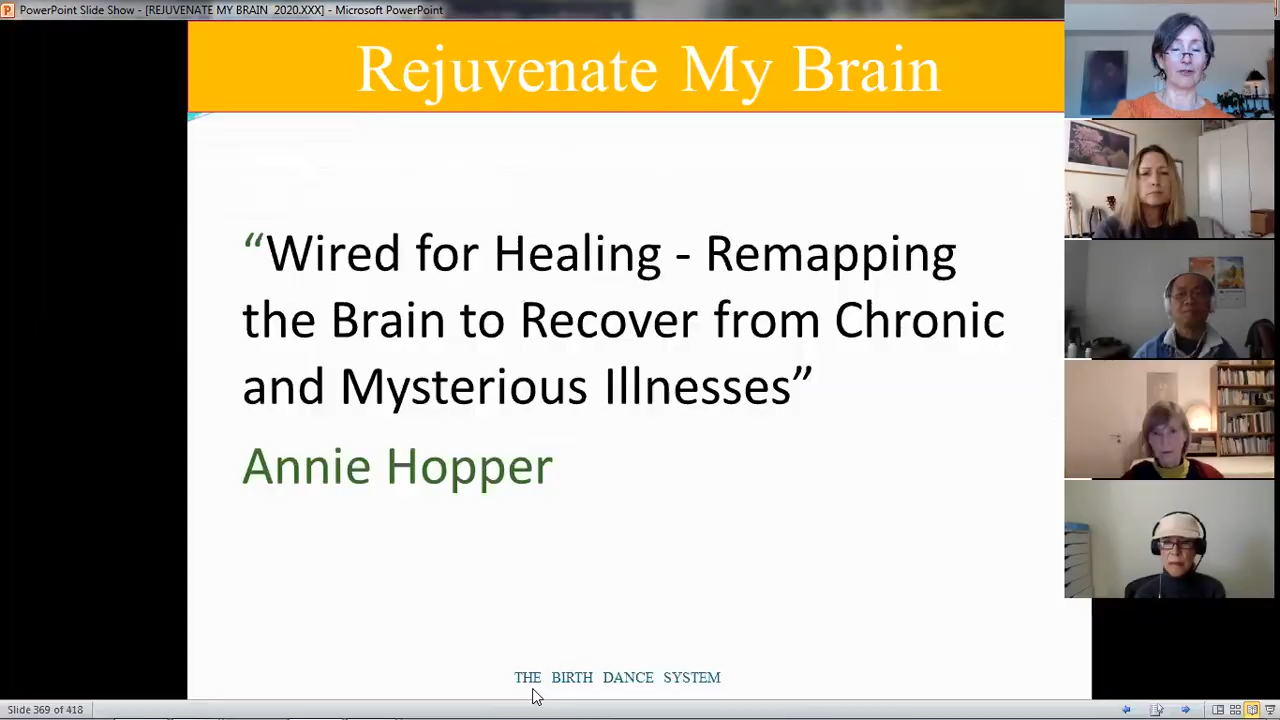 PowerPoint Slide Show - [REJUVENATE MY BRAIN 2020.XXX] - Microsoft PowerPoint
Rejuvenate My Brain
“Wired for Healing - Remapping
the Brain to Recover from Chronic
and Mysterious Illnesses”
Annie Hopper
THE BIRTH DANCE SYSTEM
Slide 369 of 418